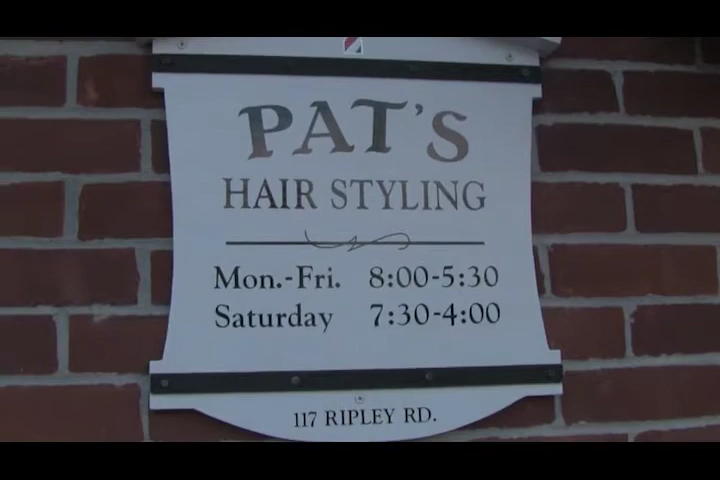 PAT'S
HAIR STYLING
Mon.-Fri. 8:00-5:30
Saturday 7:30-4:00
117 RIPLEY RD.